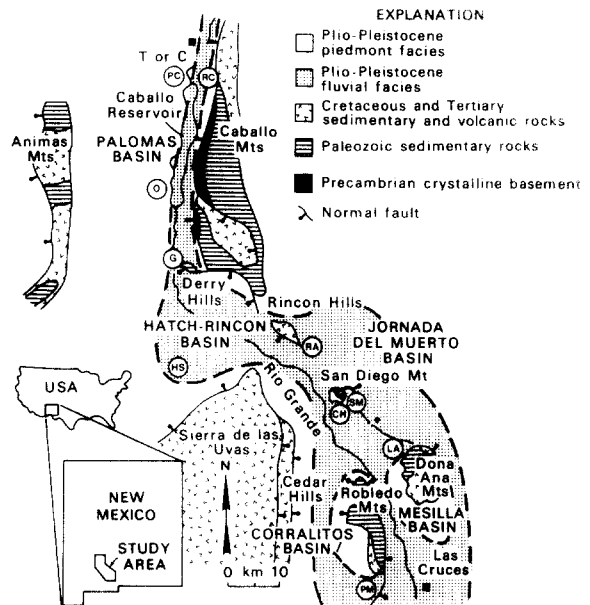 EXPLANATION
Plio-Pleistocene
piedmont facies
Plio-Pleistocene
fluvial facies
Cretaceous and Tertiary
sedimentary and volcanic rocks
Paleozoic sedimentary rocks
Precambrian crystalline basement
Normal fault
T or C
PC
RC
Caballo
Reservoir
PALOMAS
BASIN
Caballo
Mts
Animas
Mts
O
G
Derry
Hills
Rincon Hills
HATCH-RINCON
BASIN
RA
JORNADA
DEL MUERTO
BASIN
HS
San Diego Mt
SM
CH
Rio Grande
USA
Sierra de las
Uvas
N
LA
Dona
Ana
Mts
Cedar
Hills
Robledo
Mts
MESILLA
BASIN
NEW
MEXICO
STUDY
AREA
CORRALITOS
BASIN
0 km 10
Las
Cruces
PM